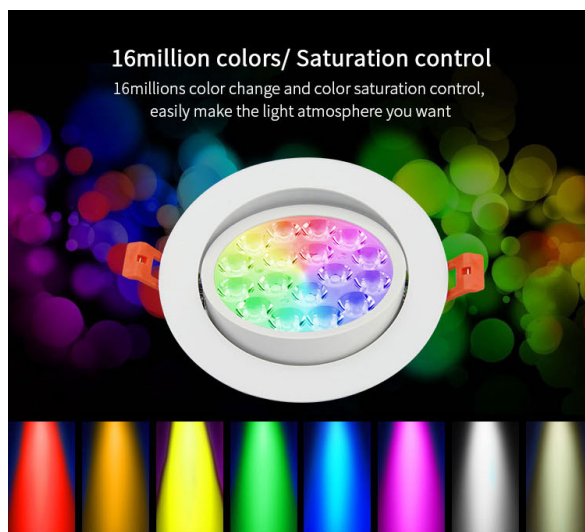 16million colors/ Saturation control
16millions color change and color saturation control,
easily make the light atmosphere you want